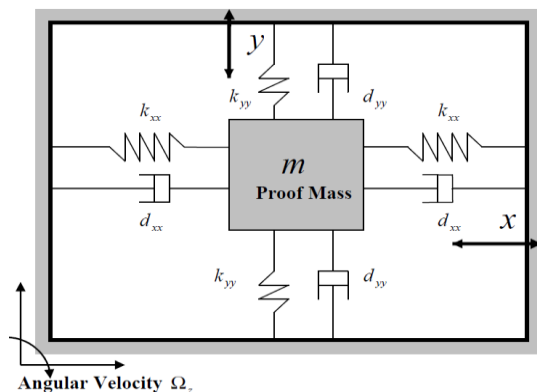 y
k_yy d_yy
k_xx k_xx
m
Proof Mass
d_xx d_xx
x
k_yy d_yy
Angular Velocity Ω_z